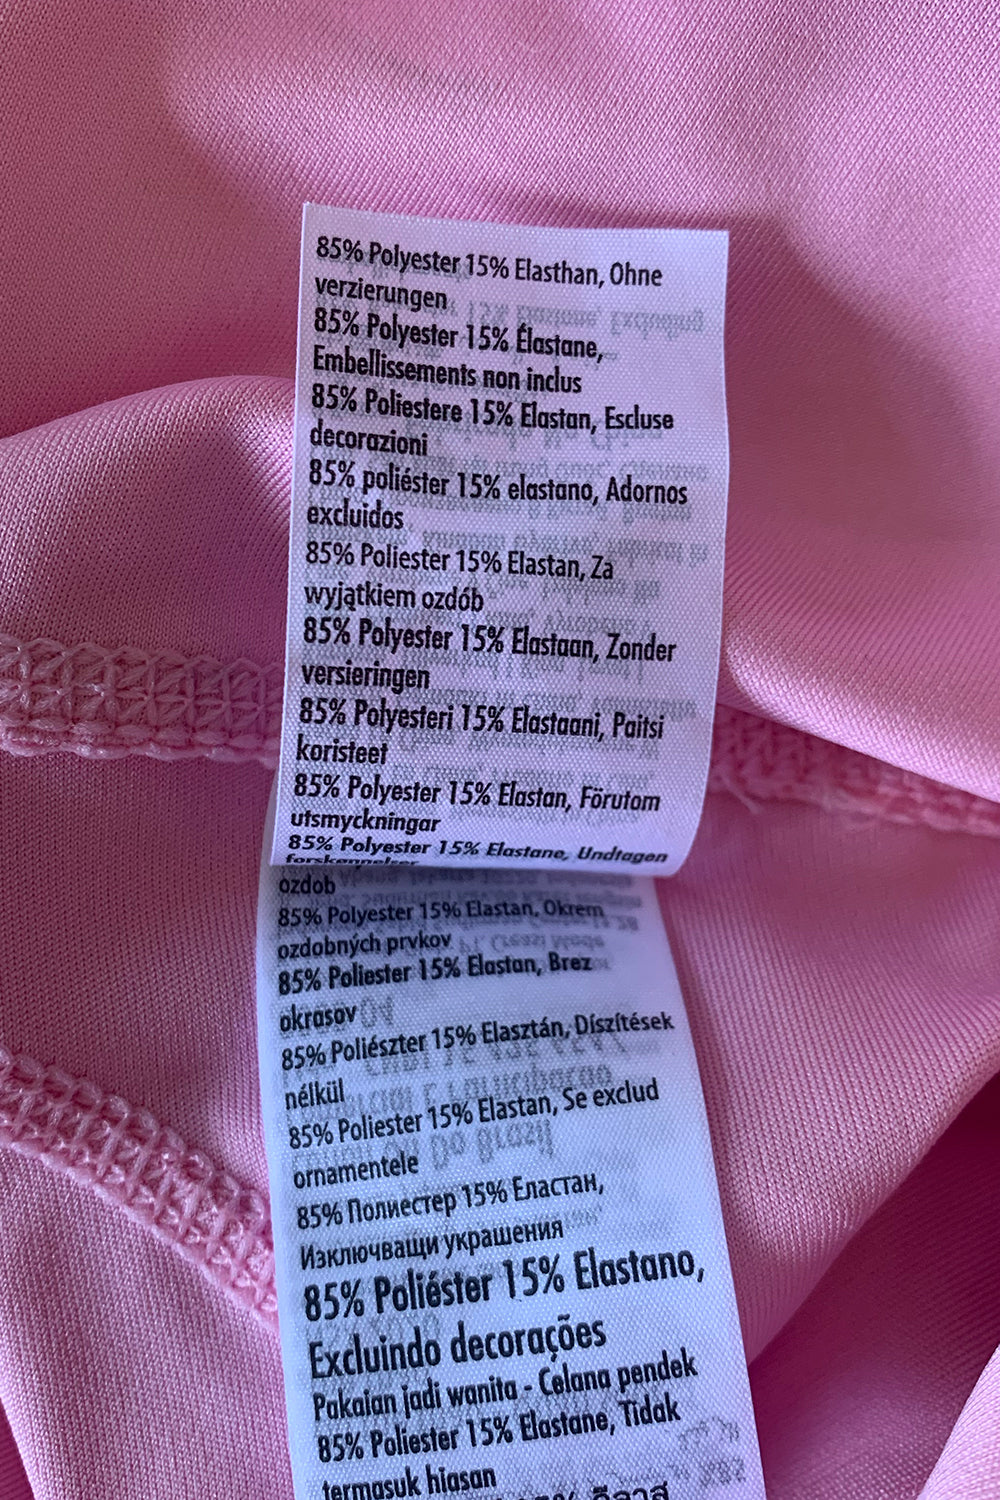 85% Polyester 15% Elasthan, Ohne
verzierungen
85% Polyester 15% Élastane,
Embellissements non inclus
85% Poliestere 15% Elastan, Escluse
decorazioni
85% poliéster 15% elastano, Adornos
excluidos
85% Poliester 15% Elastan, Za
wyjątkiem ozdób
85% Polyester 15% Elastaan, Zonder
versieringen
85% Polyesteri 15% Elastaani, Paitsi
koristeet
85% Polyester 15% Elastan, Förutom
utsmyckningar
85% Polyester 15% Elastane, Undtagen
ozdob
85% Polyester 15% Elastan, Okrem
ozdobných prvkov
85% Poliester 15% Elastan, Brez
okrasov
85% Poliészter 15% Elasztán, Díszítések
nélkül
85% Poliester 15% Elastan, Se exclud
ornamentele
85% Полиестер 15% Еластан,
Изключващи украшения
85% Poliéster 15% Elastano,
Excluindo decorações
Pakaian jadi wanita - Celana pendek
85% Poliester 15% Elastane, Tidak
termasuk hiasan